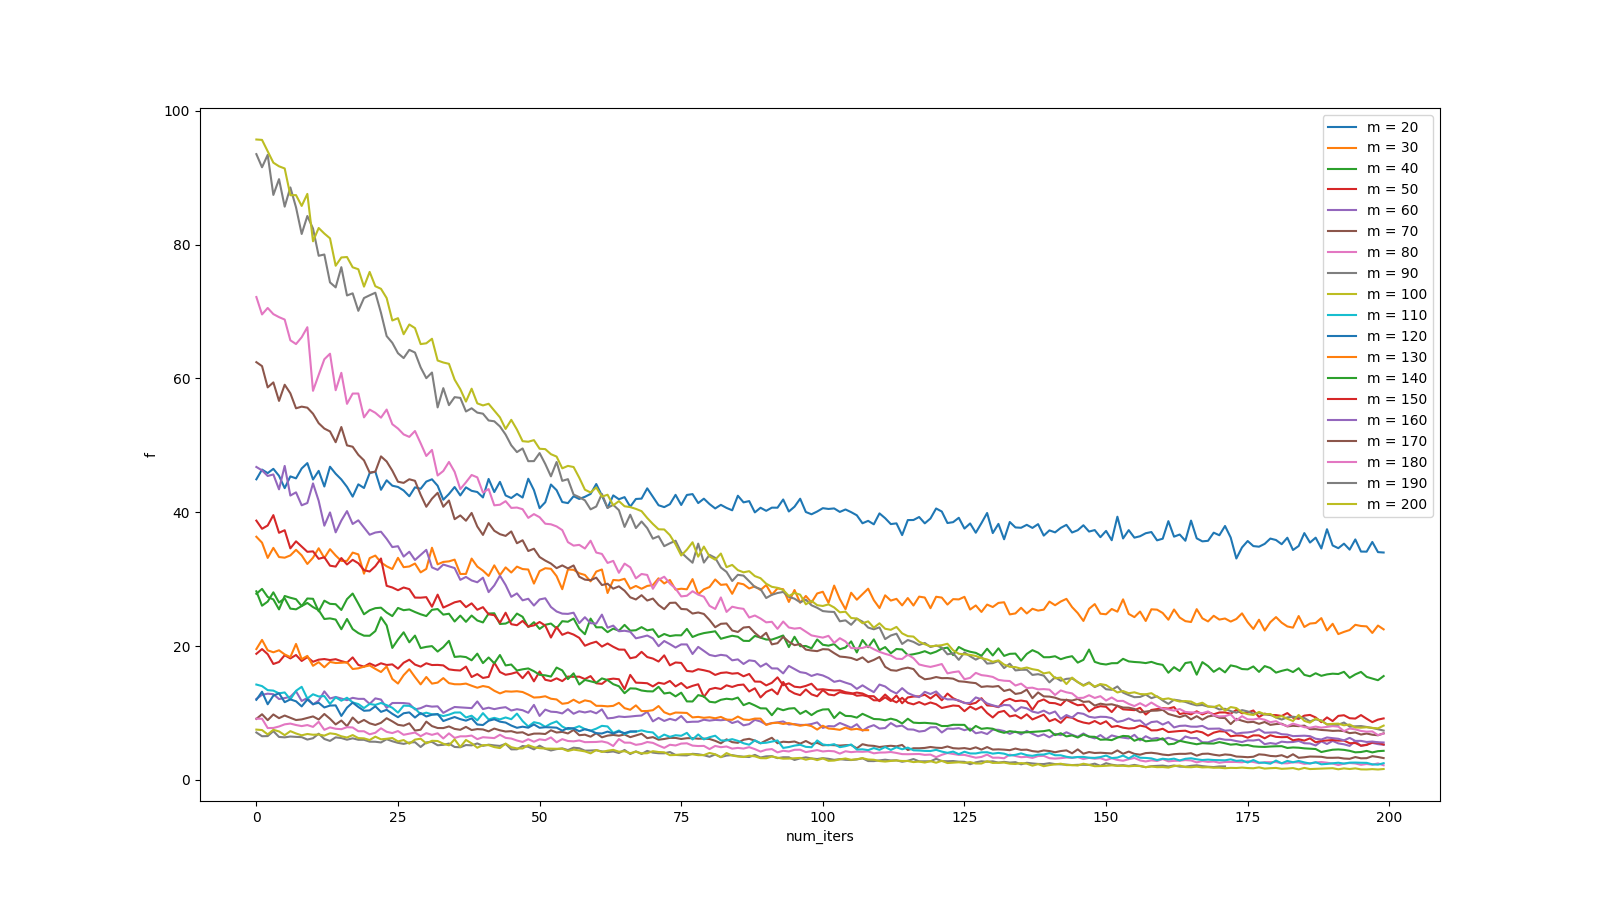 100
80
60
40
20
0
f
0 25 50 75 100 125 150 175 200
num_iters
m = 20
m = 30
m = 40
m = 50
m = 60
m = 70
m = 80
m = 90
m = 100
m = 110
m = 120
m = 130
m = 140
m = 150
m = 160
m = 170
m = 180
m = 190
m = 200